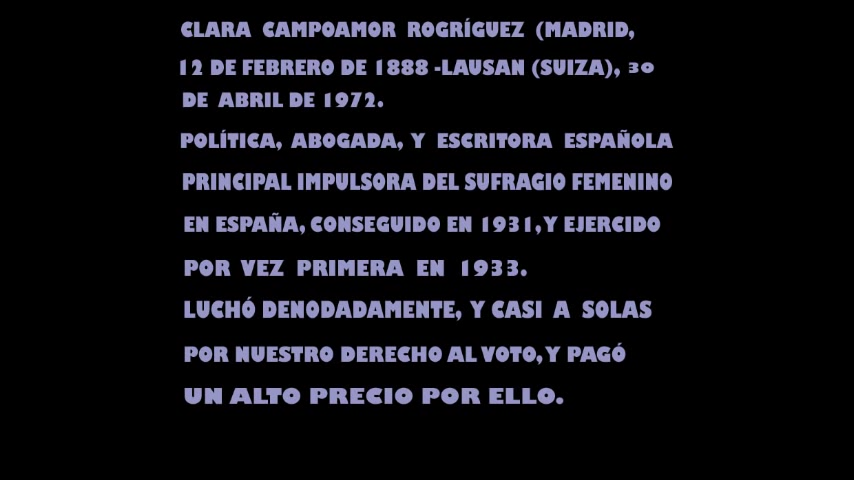 CLARA CAMPOAMOR ROGRÍGUEZ (MADRID,
12 DE FEBRERO DE 1888 -LAUSAN (SUIZA), 30
DE ABRIL DE 1972.
POLÍTICA, ABOGADA, Y ESCRITORA ESPAÑOLA
PRINCIPAL IMPULSORA DEL SUFRAGIO FEMENINO
EN ESPAÑA, CONSEGUIDO EN 1931, Y EJERCIDO
POR VEZ PRIMERA EN 1933.
LUCHÓ DENODADAMENTE, Y CASI A SOLAS
POR NUESTRO DERECHO AL VOTO, Y PAGÓ
UN ALTO PRECIO POR ELLO.